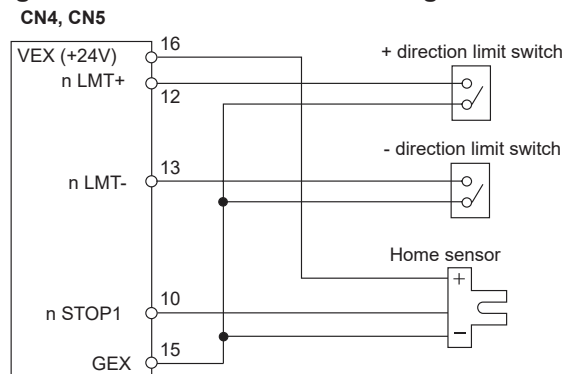 CN4, CN5
VEX (+24V)
16
n LMT+
12
+ direction limit switch
n LMT-
13
- direction limit switch
Home sensor
+
n STOP1
10
−
GEX
15